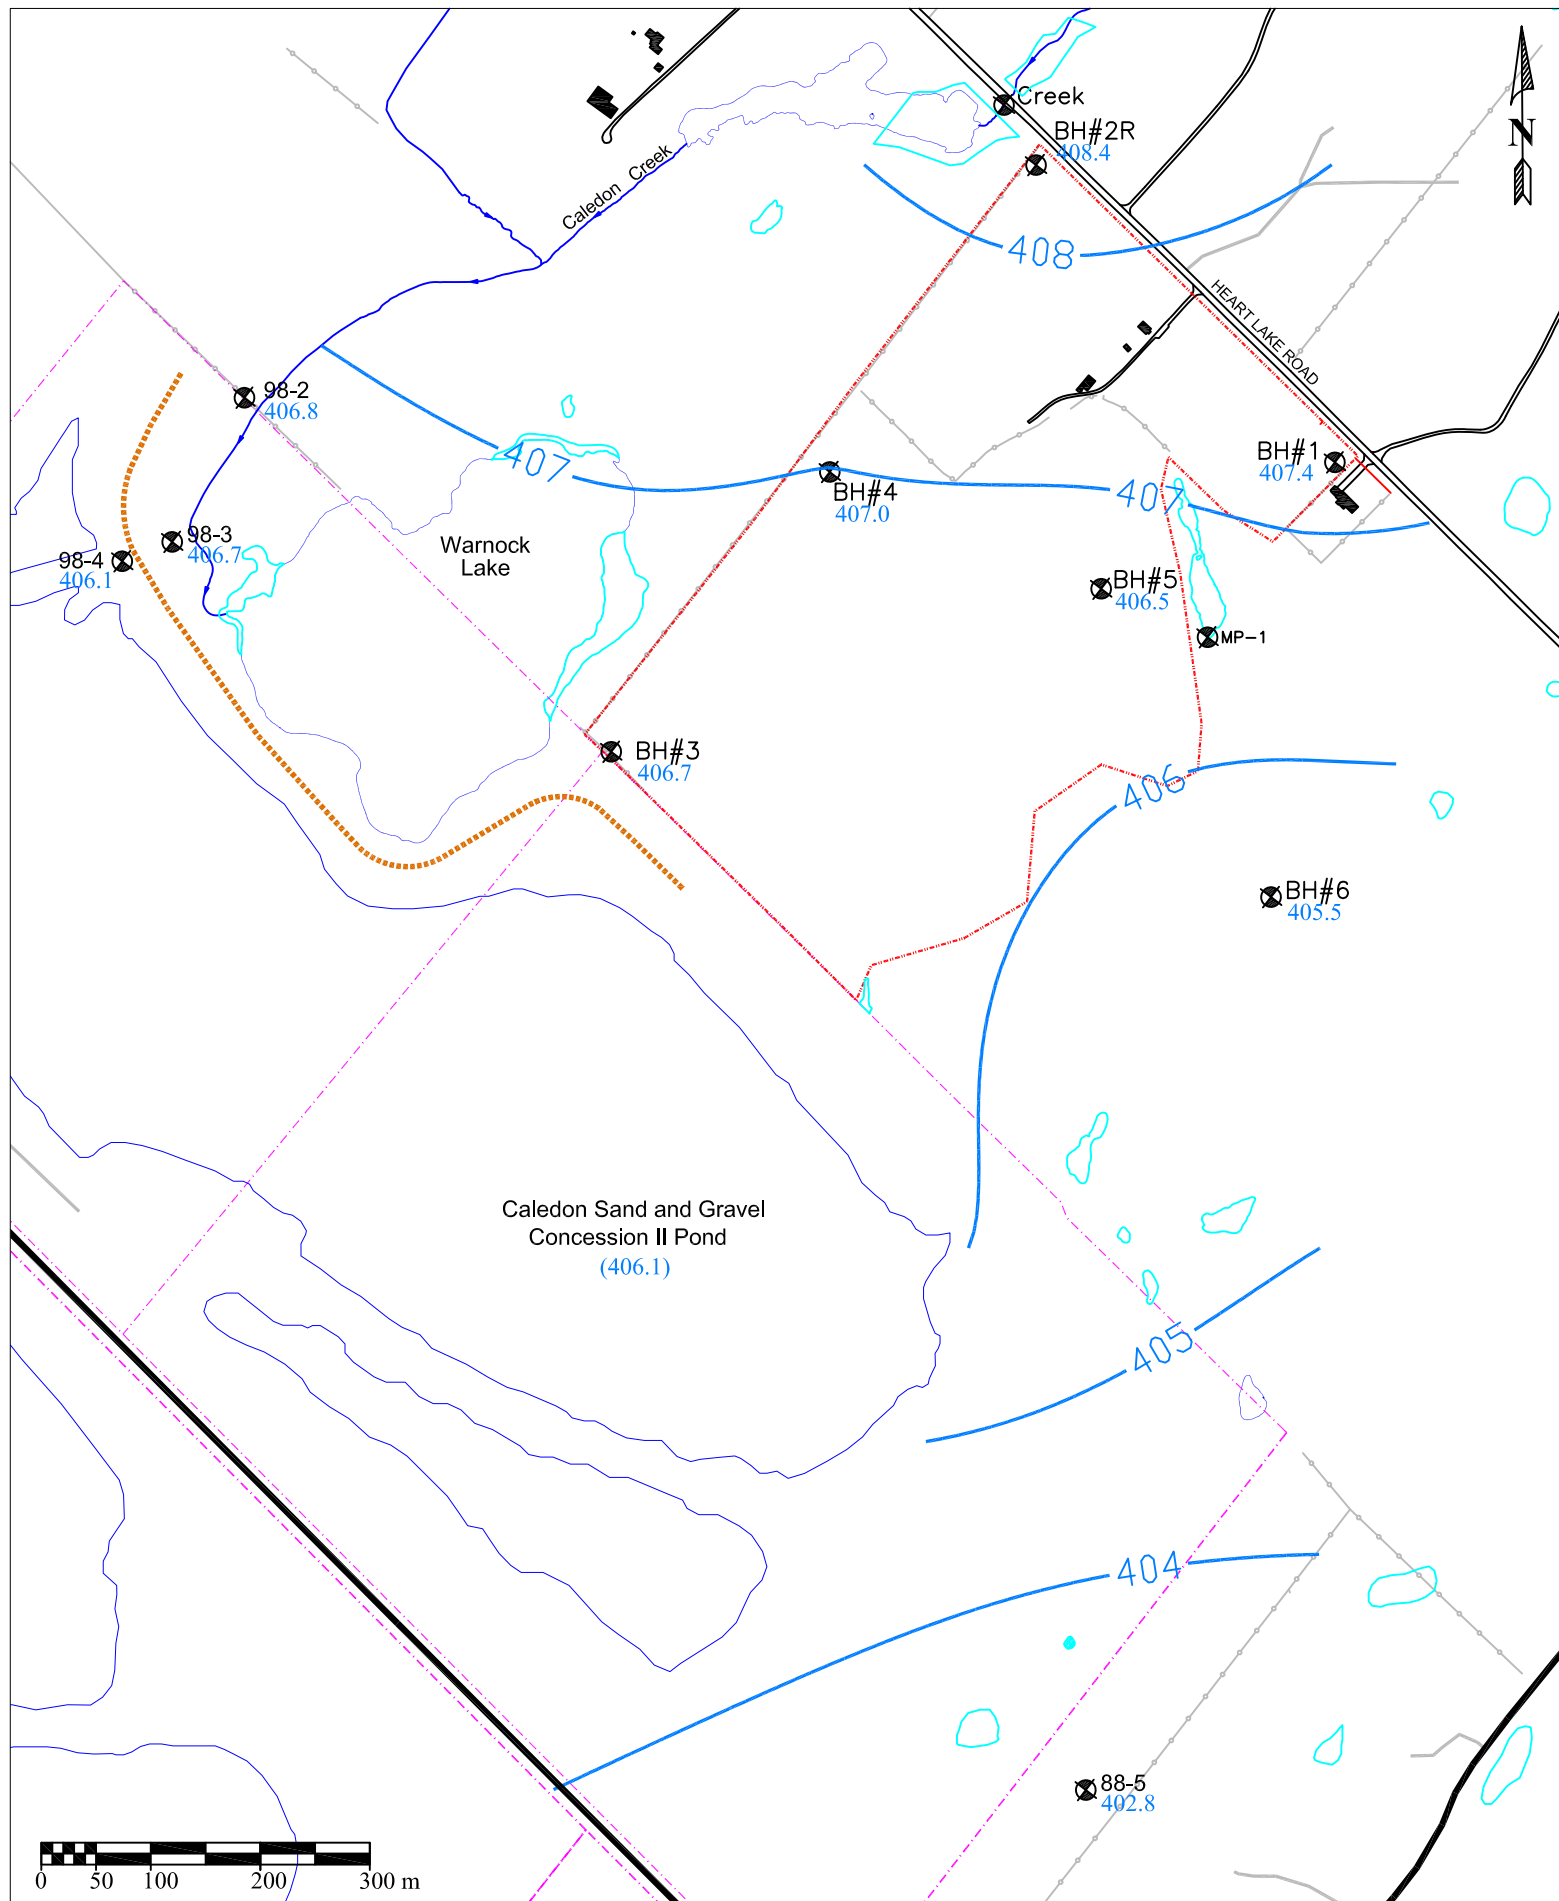 Creek
BH#2R
408.4
N
Caledon Creek
408
HEART LAKE ROAD
98-2
406.8
407
BH#1
407.4
BH#4
407.0
407
98-3
406.7
98-4
406.1
Warnock
Lake
BH#5
406.5
MP-1
BH#3
406.7
406
BH#6
405.5
Caledon Sand and Gravel
Concession II Pond
(406.1)
405
404
88-5
402.8
0 50 100 200 300 m